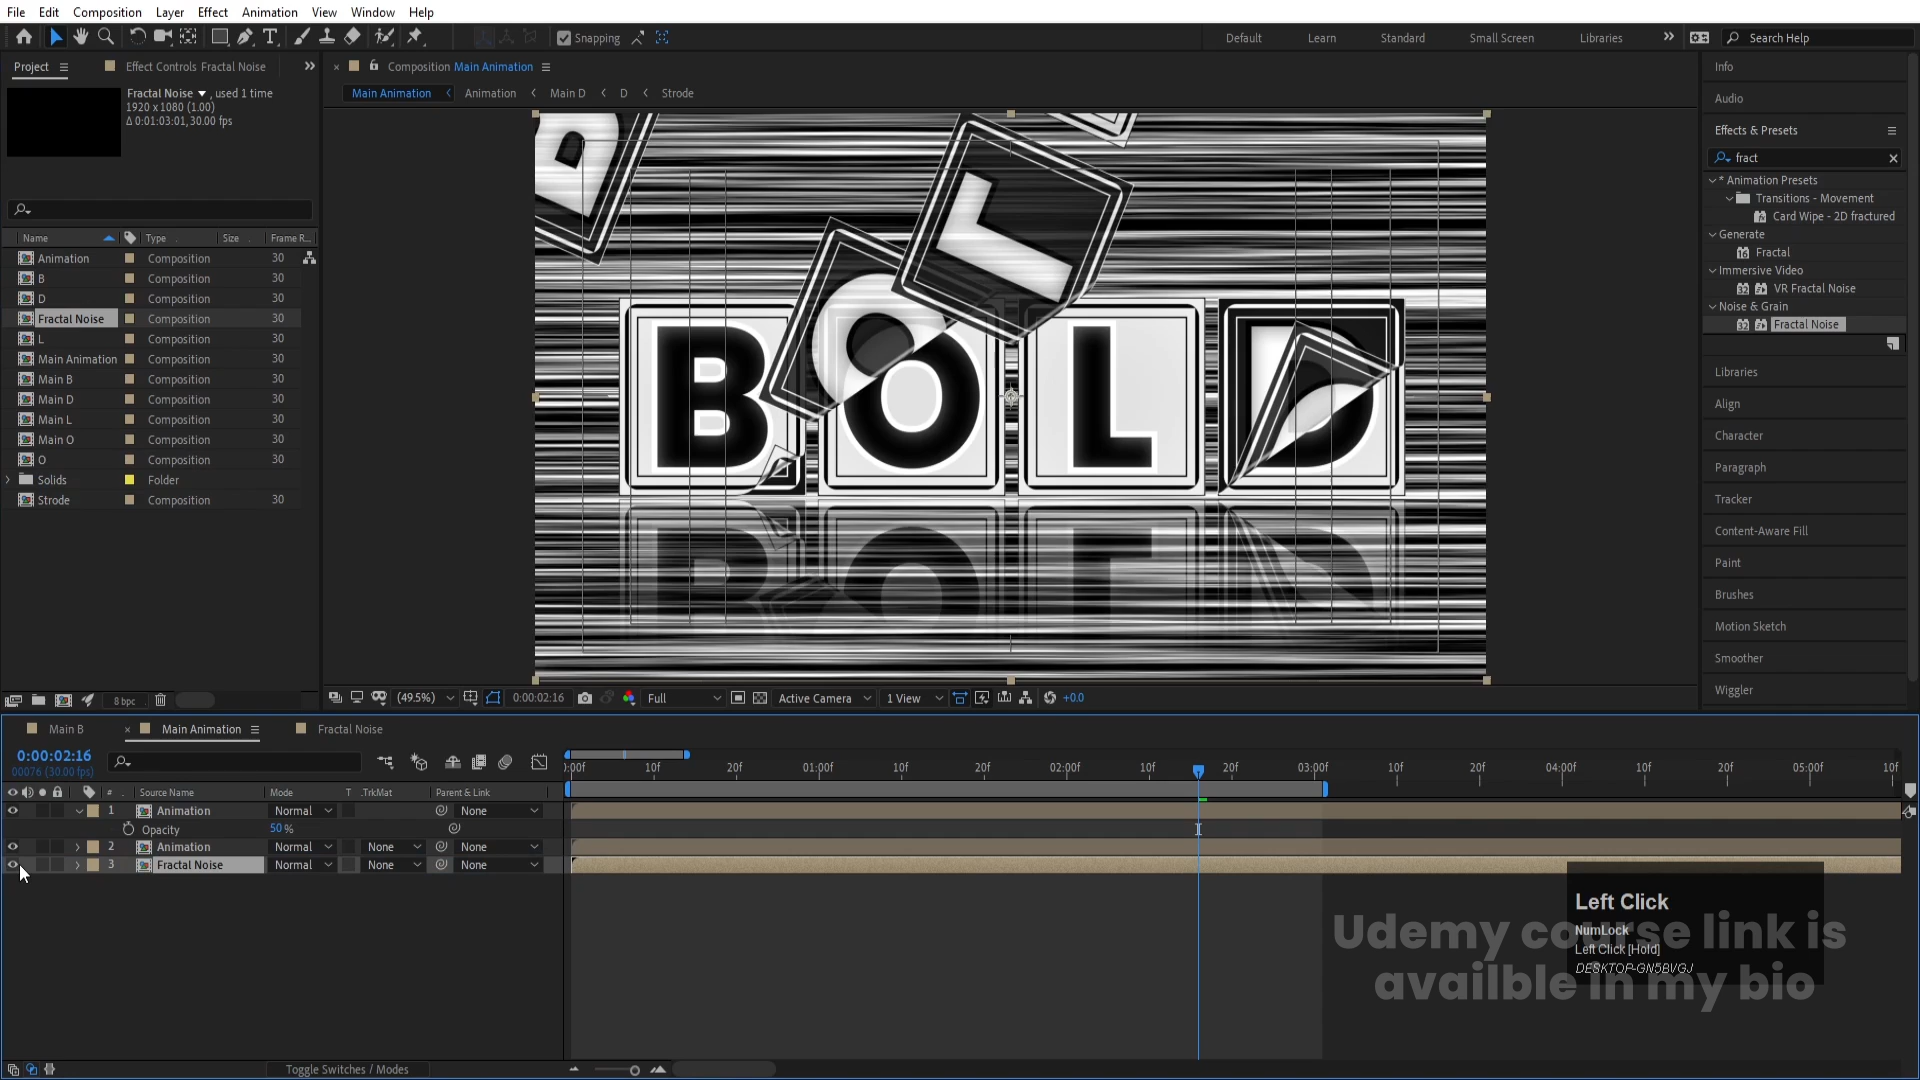 File Edit Composition Layer Effect Animation View Window Help
Snapping
Default Learn Standard Small Screen Libraries
Search Help
Project
Effect Controls Fractal Noise
Composition Main Animation
Info
Fractal Noise , used 1 time
1920 x 1080 (1.00)
Δ 0:01:03:01, 30.00 fps
Main Animation Animation Main D D Strode
Audio
Effects & Presets
fract
* Animation Presets
Transitions - Movement
Card Wipe - 2D fractured
Generate
Fractal
Immersive Video
VR Fractal Noise
Noise & Grain
Fractal Noise
Libraries
Align
Character
Paragraph
Tracker
Content-Aware Fill
Paint
Brushes
Motion Sketch
Smoother
Wiggler
Name Type Size Frame R...
Animation Composition 30
B Composition 30
D Composition 30
Fractal Noise Composition 30
L Composition 30
Main Animation Composition 30
Main B Composition 30
Main D Composition 30
Main L Composition 30
Main O Composition 30
O Composition 30
Solids Folder
Strode Composition 30
B
L
O
BOLD
8 bpc
(49.5%) 0:00:02:16 Full Active Camera 1 View +0.0
Main B Main Animation Fractal Noise
0:00:02:16
00076 (30.00 fps)
:00f 10f 20f 01:00f 10f 20f 02:00f 10f 20f 03:00f 10f 20f 04:00f 10f 20f 05:00f 10f
# Source Name Mode T .TrkMat Parent & Link
1 Animation Normal None
Opacity 50 %
2 Animation Normal None None
3 Fractal Noise Normal None None
Left Click
NumLock
Left Click [Hold]
DESKTOP-GN5BVGJ
Udemy course link is
availble in my bio
Toggle Switches / Modes